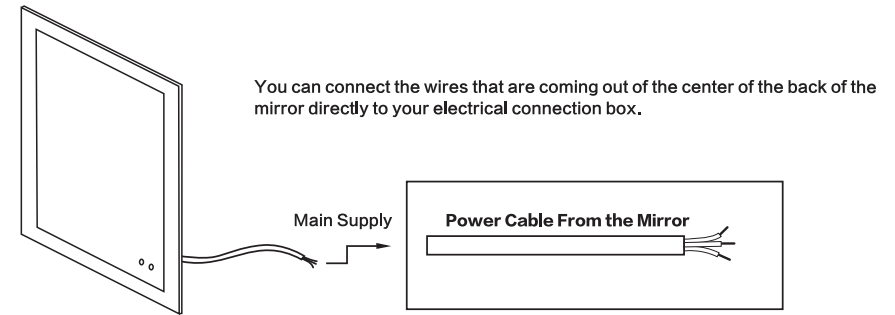 You can connect the wires that are coming out of the center of the back of the
mirror directly to your electrical connection box.
Main Supply
Power Cable From the Mirror